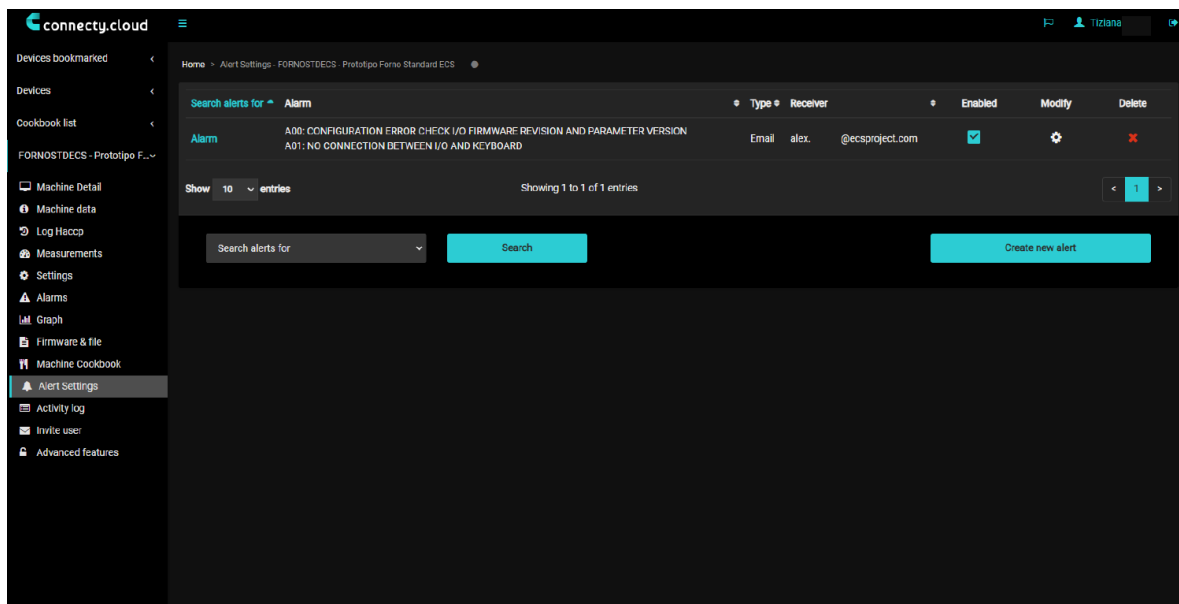 connecty.cloud
Tiziana
Devices bookmarked
Home > Alert Settings - FORNOSTDECS - Prototipo Forno Standard ECS
Devices
Search alerts for Alarm Type Receiver Enabled Modify Delete
Cookbook list
Alarm A00: CONFIGURATION ERROR CHECK I/O FIRMWARE REVISION AND PARAMETER VERSION Email alex. @ecsproject.com
A01: NO CONNECTION BETWEEN I/O AND KEYBOARD
FORNOSTDECS - Prototipo F...
Show 10 entries Showing 1 to 1 of 1 entries < 1 >
Machine Detail
Machine data
Log Haccp
Measurements
Search alerts for Search Create new alert
Settings
Alarms
Graph
Firmware & file
Machine Cookbook
Alert Settings
Activity log
Invite user
Advanced features